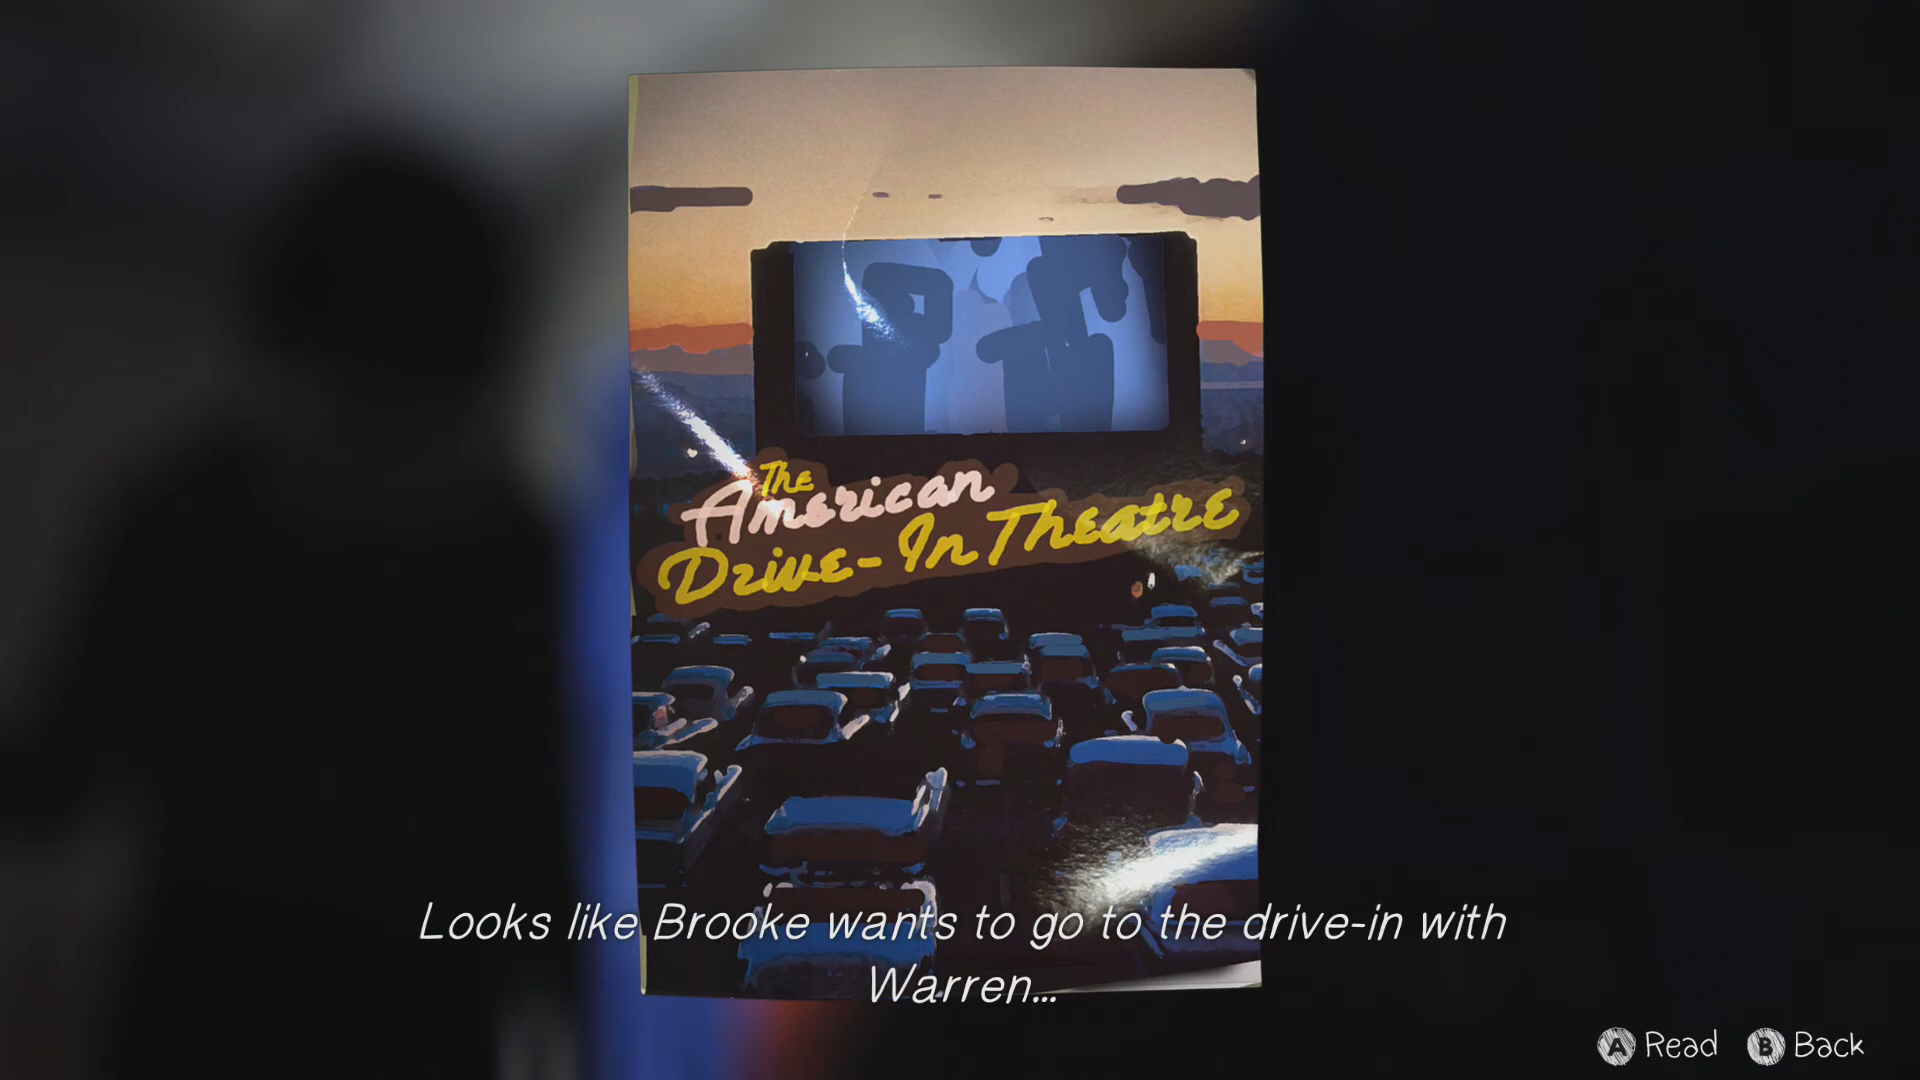 The
American
Drive-In Theatre
Looks like Brooke wants to go to the drive-in with
Warren...
A Read B Back